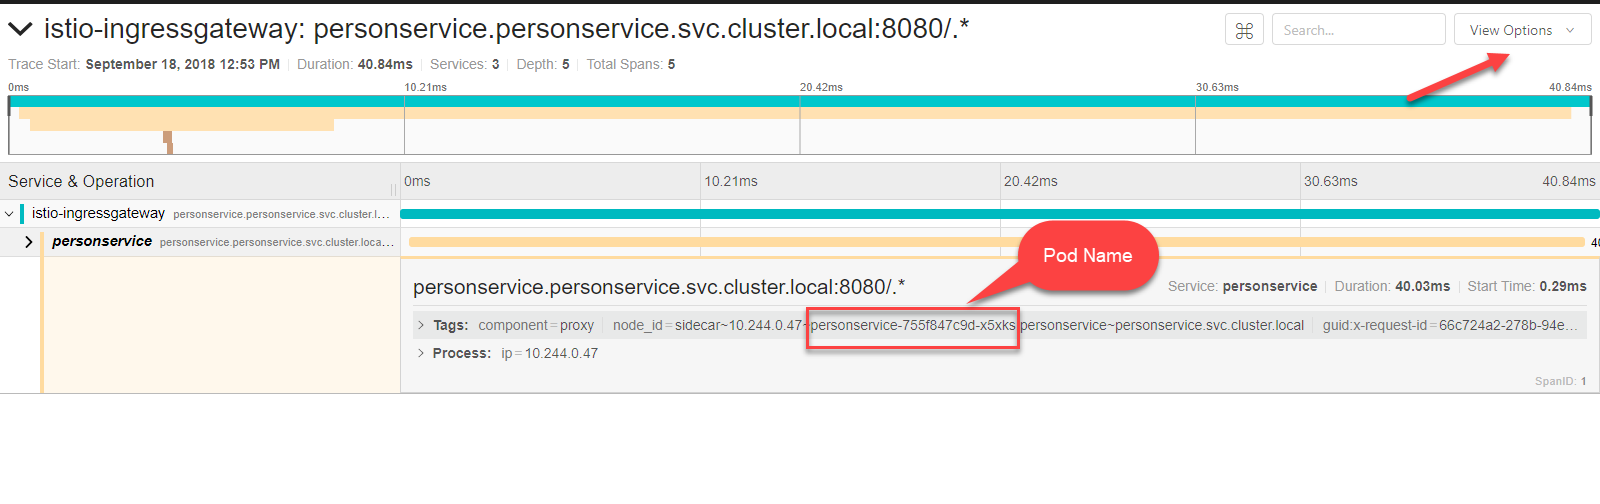 istio-ingressgateway: personservice.personservice.svc.cluster.local:8080/.*
Search...
View Options
Trace Start: September 18, 2018 12:53 PM Duration: 40.84ms Services: 3 Depth: 5 Total Spans: 5
0ms 10.21ms 20.42ms 30.63ms 40.84ms
Service & Operation 0ms 10.21ms 20.42ms 30.63ms 40.84ms
istio-ingressgateway personservice.personservice.svc.cluster.l...
personservice personservice.personservice.svc.cluster.loca... 40
Pod Name
personservice.personservice.svc.cluster.local:8080/.* Service: personservice Duration: 40.03ms Start Time: 0.29ms
Tags: component = proxy node_id = sidecar~10.244.0.47~personservice-755f847c9d-x5xks personservice~personservice.svc.cluster.local guid:x-request-id = 66c724a2-278b-94e...
Process: ip = 10.244.0.47
SpanID: 1